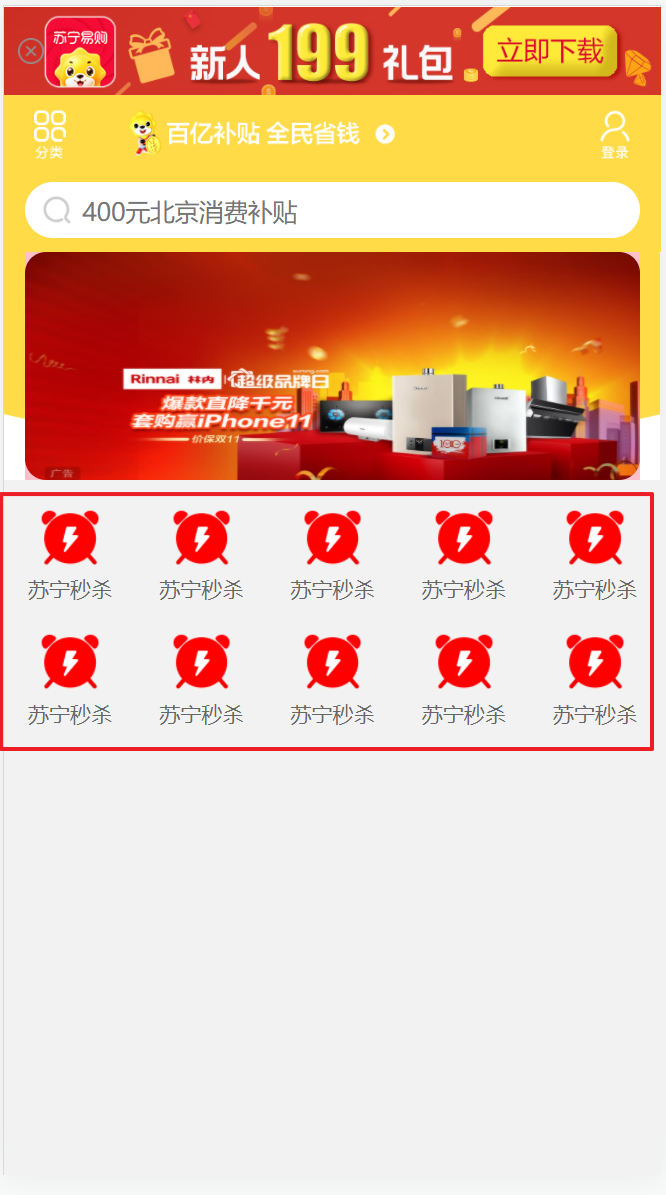 苏宁易购
新人199礼包
立即下载
分类
百亿补贴 全民省钱
登录
400元北京消费补贴
Rinnai 林内 超级品牌日
爆款直降千元
套购赢iPhone11
价保双11
广告
苏宁秒杀 苏宁秒杀 苏宁秒杀 苏宁秒杀 苏宁秒杀
苏宁秒杀 苏宁秒杀 苏宁秒杀 苏宁秒杀 苏宁秒杀